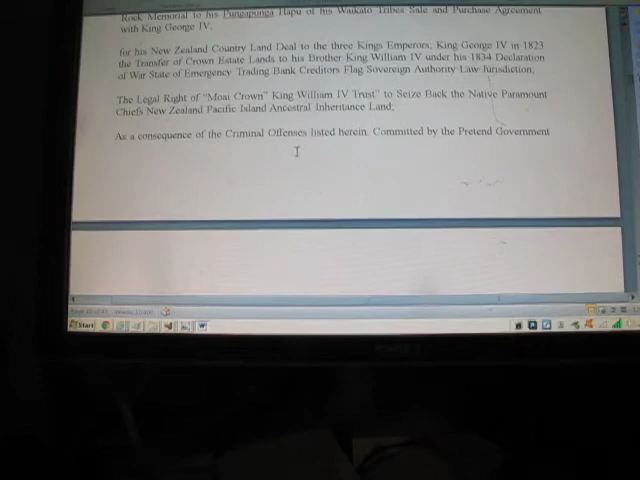 Rock Memorial to his Pungapunga Hapu of his Waikato Tribes Sale and Purchase Agreement
with King George IV,
for his New Zealand Country Land Deal to the three Kings Emperors, King George IV in 1823
the Transfer of Crown Estate Lands to his Brother King William IV under his 1834 Declaration
of War State of Emergency Trading Bank Creditors Flag Sovereign Authority Law Jurisdiction,
The Legal Right of “Moai Crown” King William IV Trust” to Seize Back the Native Paramount
Chiefs New Zealand Pacific Island Ancestral Inheritance Land;
As a consequence of the Criminal Offenses listed herein Committed by the Pretend Government
Start